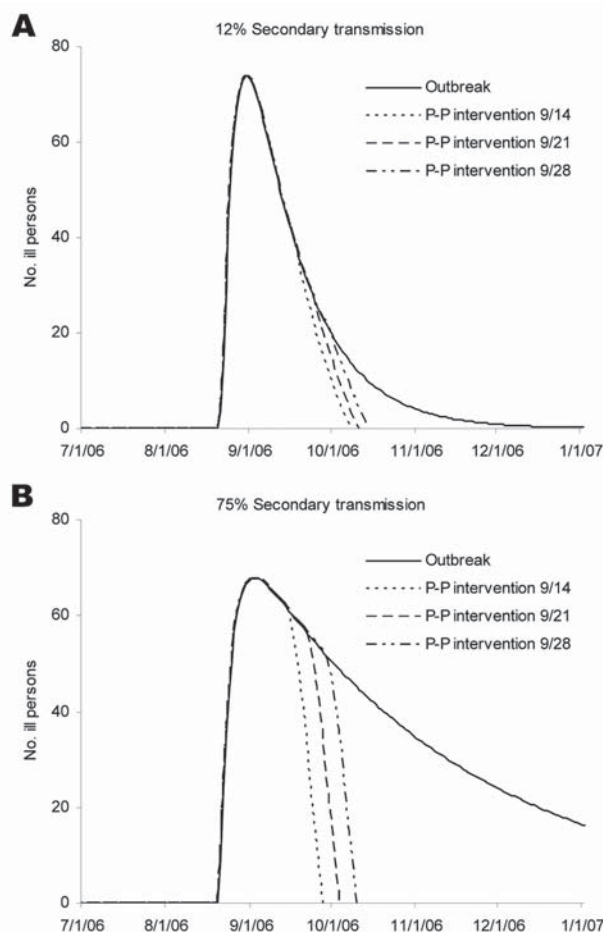 A
12% Secondary transmission
80
60
40
20
0
No. ill persons
Outbreak
P-P intervention 9/14
P-P intervention 9/21
P-P intervention 9/28
7/1/06 8/1/06 9/1/06 10/1/06 11/1/06 12/1/06 1/1/07
B
75% Secondary transmission
80
60
40
20
0
No. ill persons
Outbreak
P-P intervention 9/14
P-P intervention 9/21
P-P intervention 9/28
7/1/06 8/1/06 9/1/06 10/1/06 11/1/06 12/1/06 1/1/07